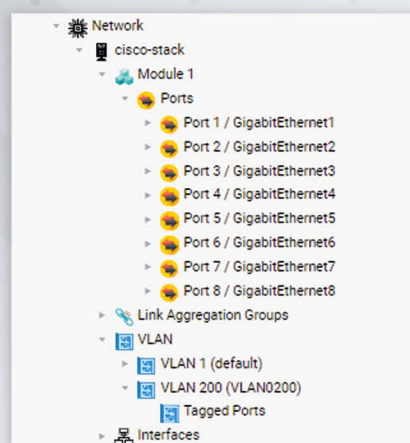 Network
cisco-stack
Module 1
Ports
Port 1 / GigabitEthernet1
Port 2 / GigabitEthernet2
Port 3 / GigabitEthernet3
Port 4 / GigabitEthernet4
Port 5 / GigabitEthernet5
Port 6 / GigabitEthernet6
Port 7 / GigabitEthernet7
Port 8 / GigabitEthernet8
Link Aggregation Groups
VLAN
VLAN 1 (default)
VLAN 200 (VLAN0200)
Tagged Ports
Interfaces